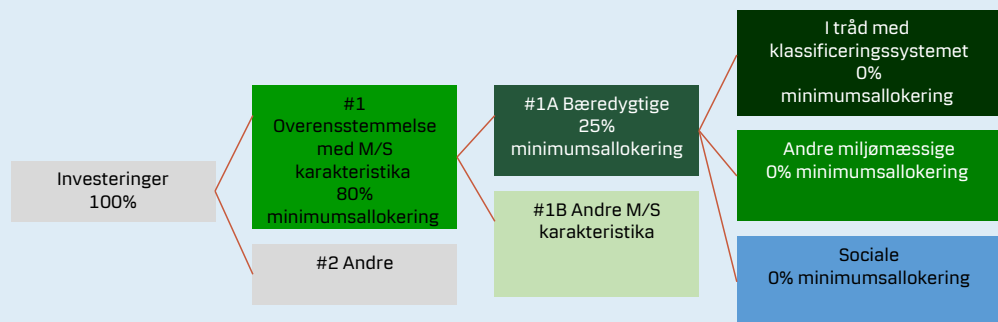 Investeringer
100%
#1
Overensstemmelse
med M/S
karakteristika
80%
minimumsallokering
#2 Andre
#1A Bæredygtige
25%
minimumsallokering
#1B Andre M/S
karakteristika
I tråd med
klassificeringssystemet
0%
minimumsallokering
Andre miljømæssige
0% minimumsallokering
Sociale
0% minimumsallokering